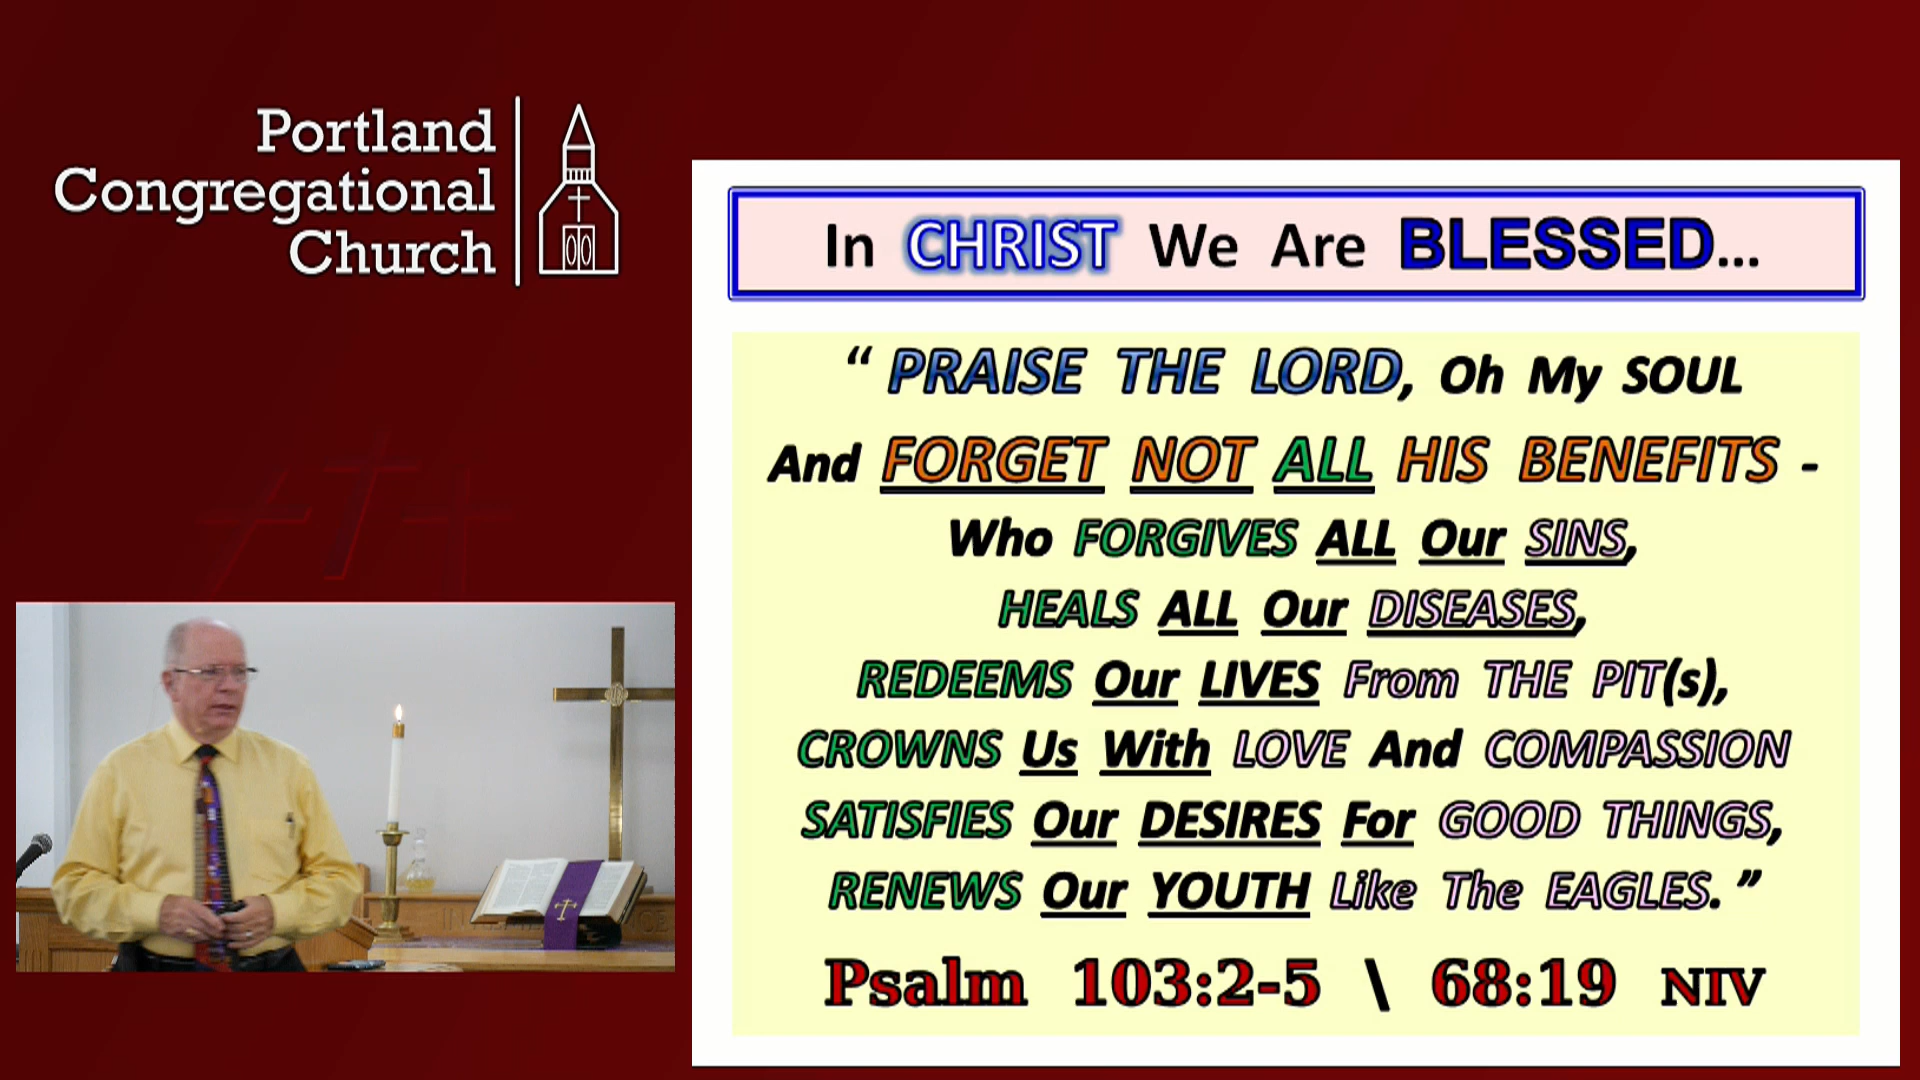 Portland
Congregational
Church
In CHRIST We Are BLESSED...
“ PRAISE THE LORD, Oh My SOUL
And FORGET NOT ALL HIS BENEFITS -
Who FORGIVES ALL Our SINS,
HEALS ALL Our DISEASES,
REDEEMS Our LIVES From THE PIT(s),
CROWNS Us With LOVE And COMPASSION
SATISFIES Our DESIRES For GOOD THINGS,
RENEWS Our YOUTH Like The EAGLES. ”
Psalm 103:2-5 \ 68:19 NIV